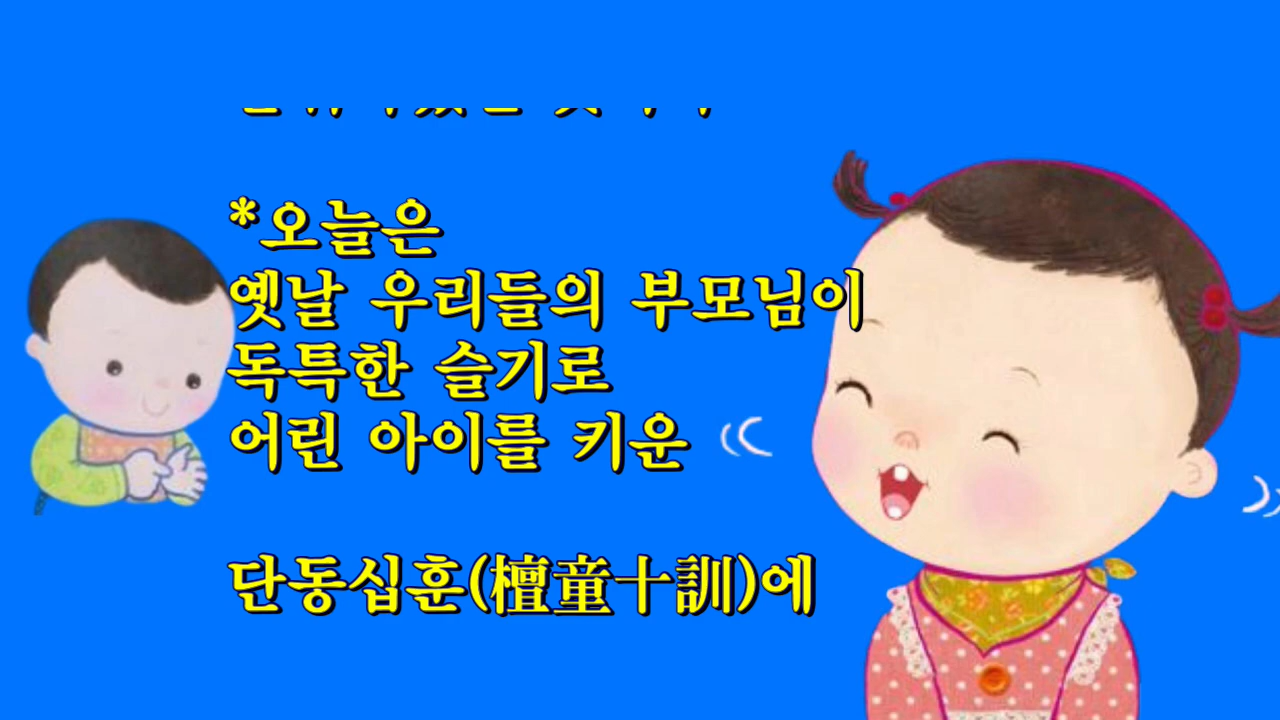 *오늘은
옛날 우리들의 부모님이
독특한 슬기로
어린 아이를 키운
단동십훈(檀童十訓)에